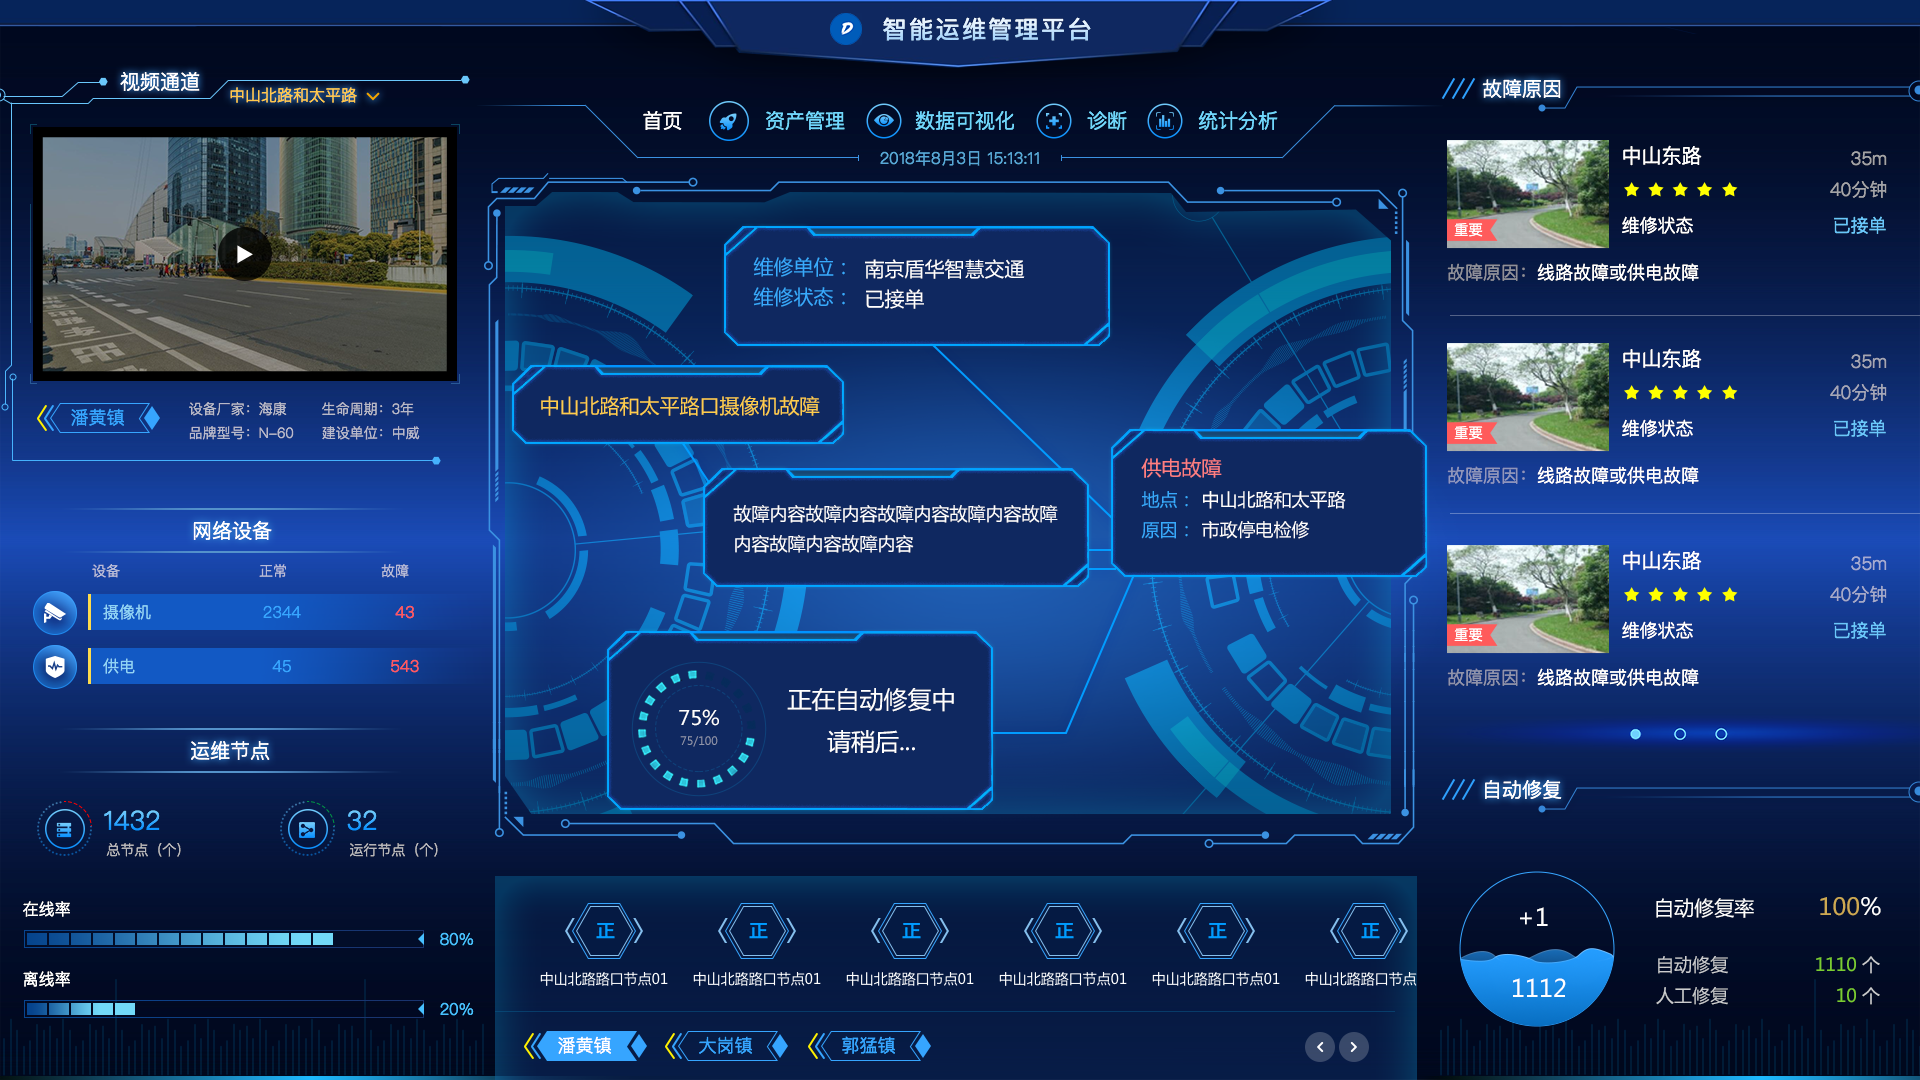 智能运维管理平台
视频通道
中山北路和太平路
潘黄镇
设备厂家：海康
生命周期：3年
品牌型号：N-60
建设单位：中威
首页
资产管理
数据可视化
诊断
统计分析
2018年8月3日 15:13:11
维修单位： 南京盾华智慧交通
维修状态： 已接单
中山北路和太平路口摄像机故障
故障内容故障内容故障内容故障内容故障
内容故障内容故障内容
供电故障
地点： 中山北路和太平路
原因： 市政停电检修
75%
75/100
正在自动修复中
请稍后...
网络设备
设备 正常 故障
摄像机 2344 43
供电 45 543
运维节点
1432
总节点（个）
32
运行节点（个）
在线率
80%
离线率
20%
正 正 正 正 正 正
中山北路路口节点01
中山北路路口节点01
中山北路路口节点01
中山北路路口节点01
中山北路路口节点01
中山北路路口节点
潘黄镇
大岗镇
郭猛镇
故障原因
中山东路 35m
40分钟
维修状态 已接单
重要
故障原因：线路故障或供电故障
中山东路 35m
40分钟
维修状态 已接单
重要
故障原因：线路故障或供电故障
中山东路 35m
40分钟
维修状态 已接单
重要
故障原因：线路故障或供电故障
自动修复
+1
1112
自动修复率 100%
自动修复 1110 个
人工修复 10 个